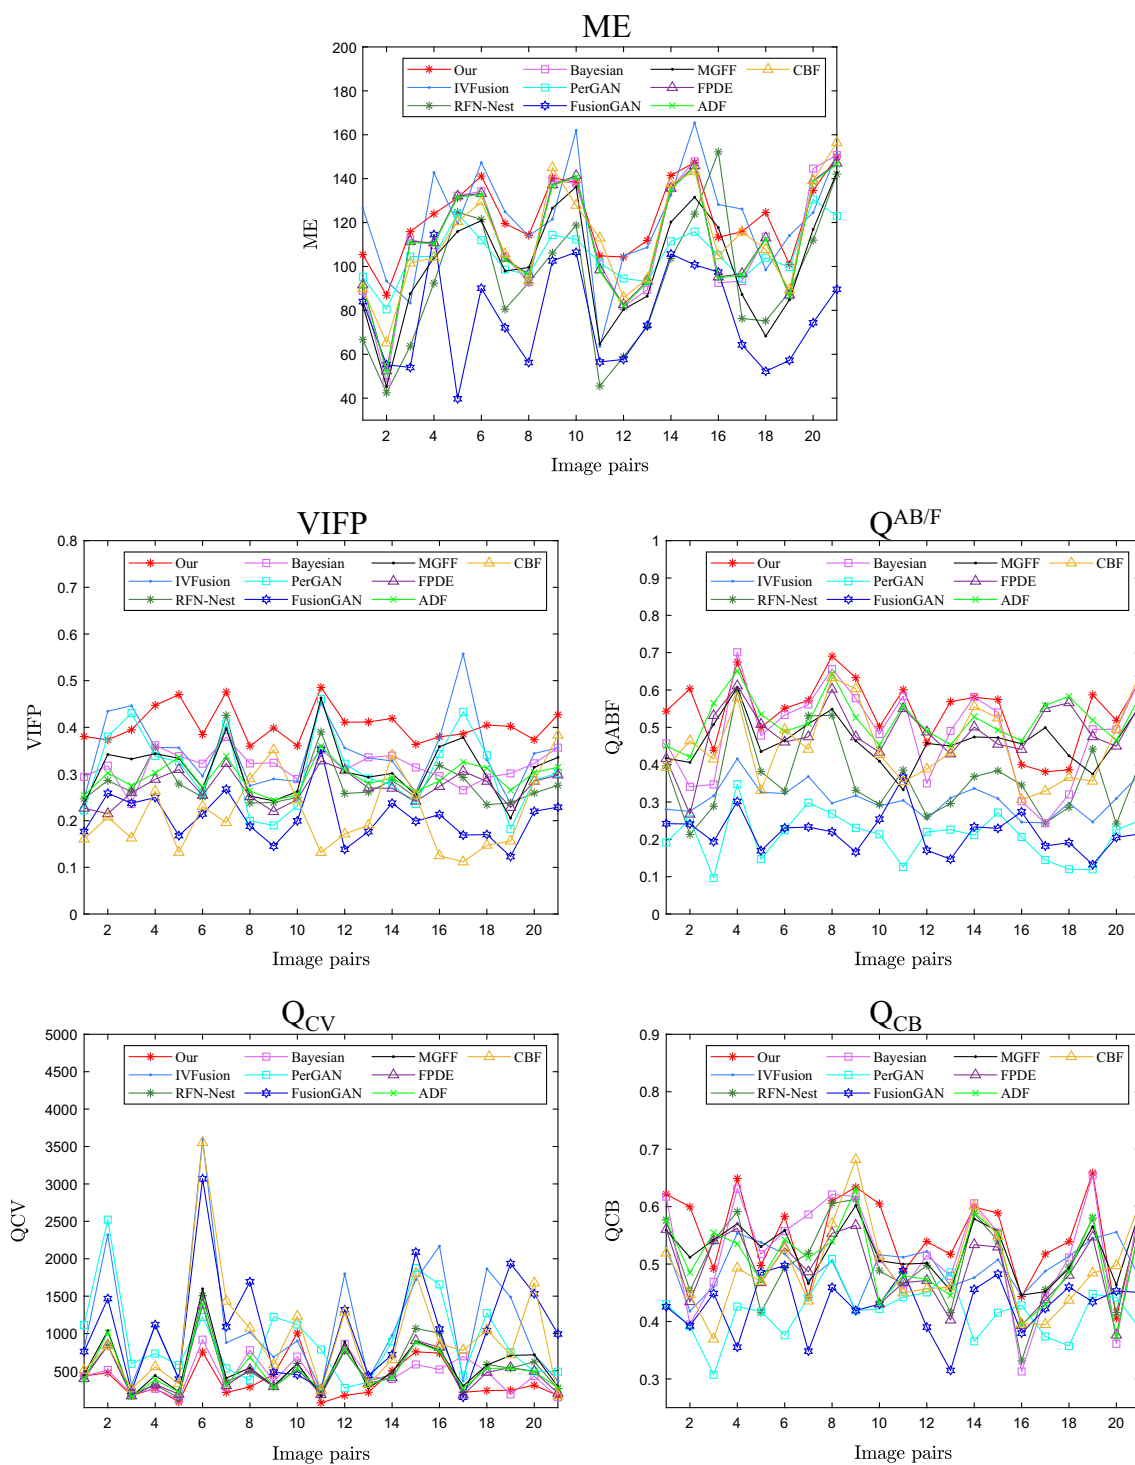 ME
200
180
160
140
120
100
80
60
40
ME
Our
IVFusion
RFN-Nest
Bayesian
PerGAN
FusionGAN
MGFF
FPDE
ADF
CBF
2 4 6 8 10 12 14 16 18 20
Image pairs
VIFP
0.8
0.7
0.6
0.5
0.4
0.3
0.2
0.1
0
VIFP
Our
IVFusion
RFN-Nest
Bayesian
PerGAN
FusionGAN
MGFF
FPDE
ADF
CBF
2 4 6 8 10 12 14 16 18 20
Image pairs
Q^AB/F
1
0.9
0.8
0.7
0.6
0.5
0.4
0.3
0.2
0.1
0
QABF
Our
IVFusion
RFN-Nest
Bayesian
PerGAN
FusionGAN
MGFF
FPDE
ADF
CBF
2 4 6 8 10 12 14 16 18 20
Image pairs
Q_CV
5000
4500
4000
3500
3000
2500
2000
1500
1000
500
QCV
Our
IVFusion
RFN-Nest
Bayesian
PerGAN
FusionGAN
MGFF
FPDE
ADF
CBF
2 4 6 8 10 12 14 16 18 20
Image pairs
Q_CB
0.9
0.8
0.7
0.6
0.5
0.4
0.3
QCB
Our
IVFusion
RFN-Nest
Bayesian
PerGAN
FusionGAN
MGFF
FPDE
ADF
CBF
2 4 6 8 10 12 14 16 18 20
Image pairs